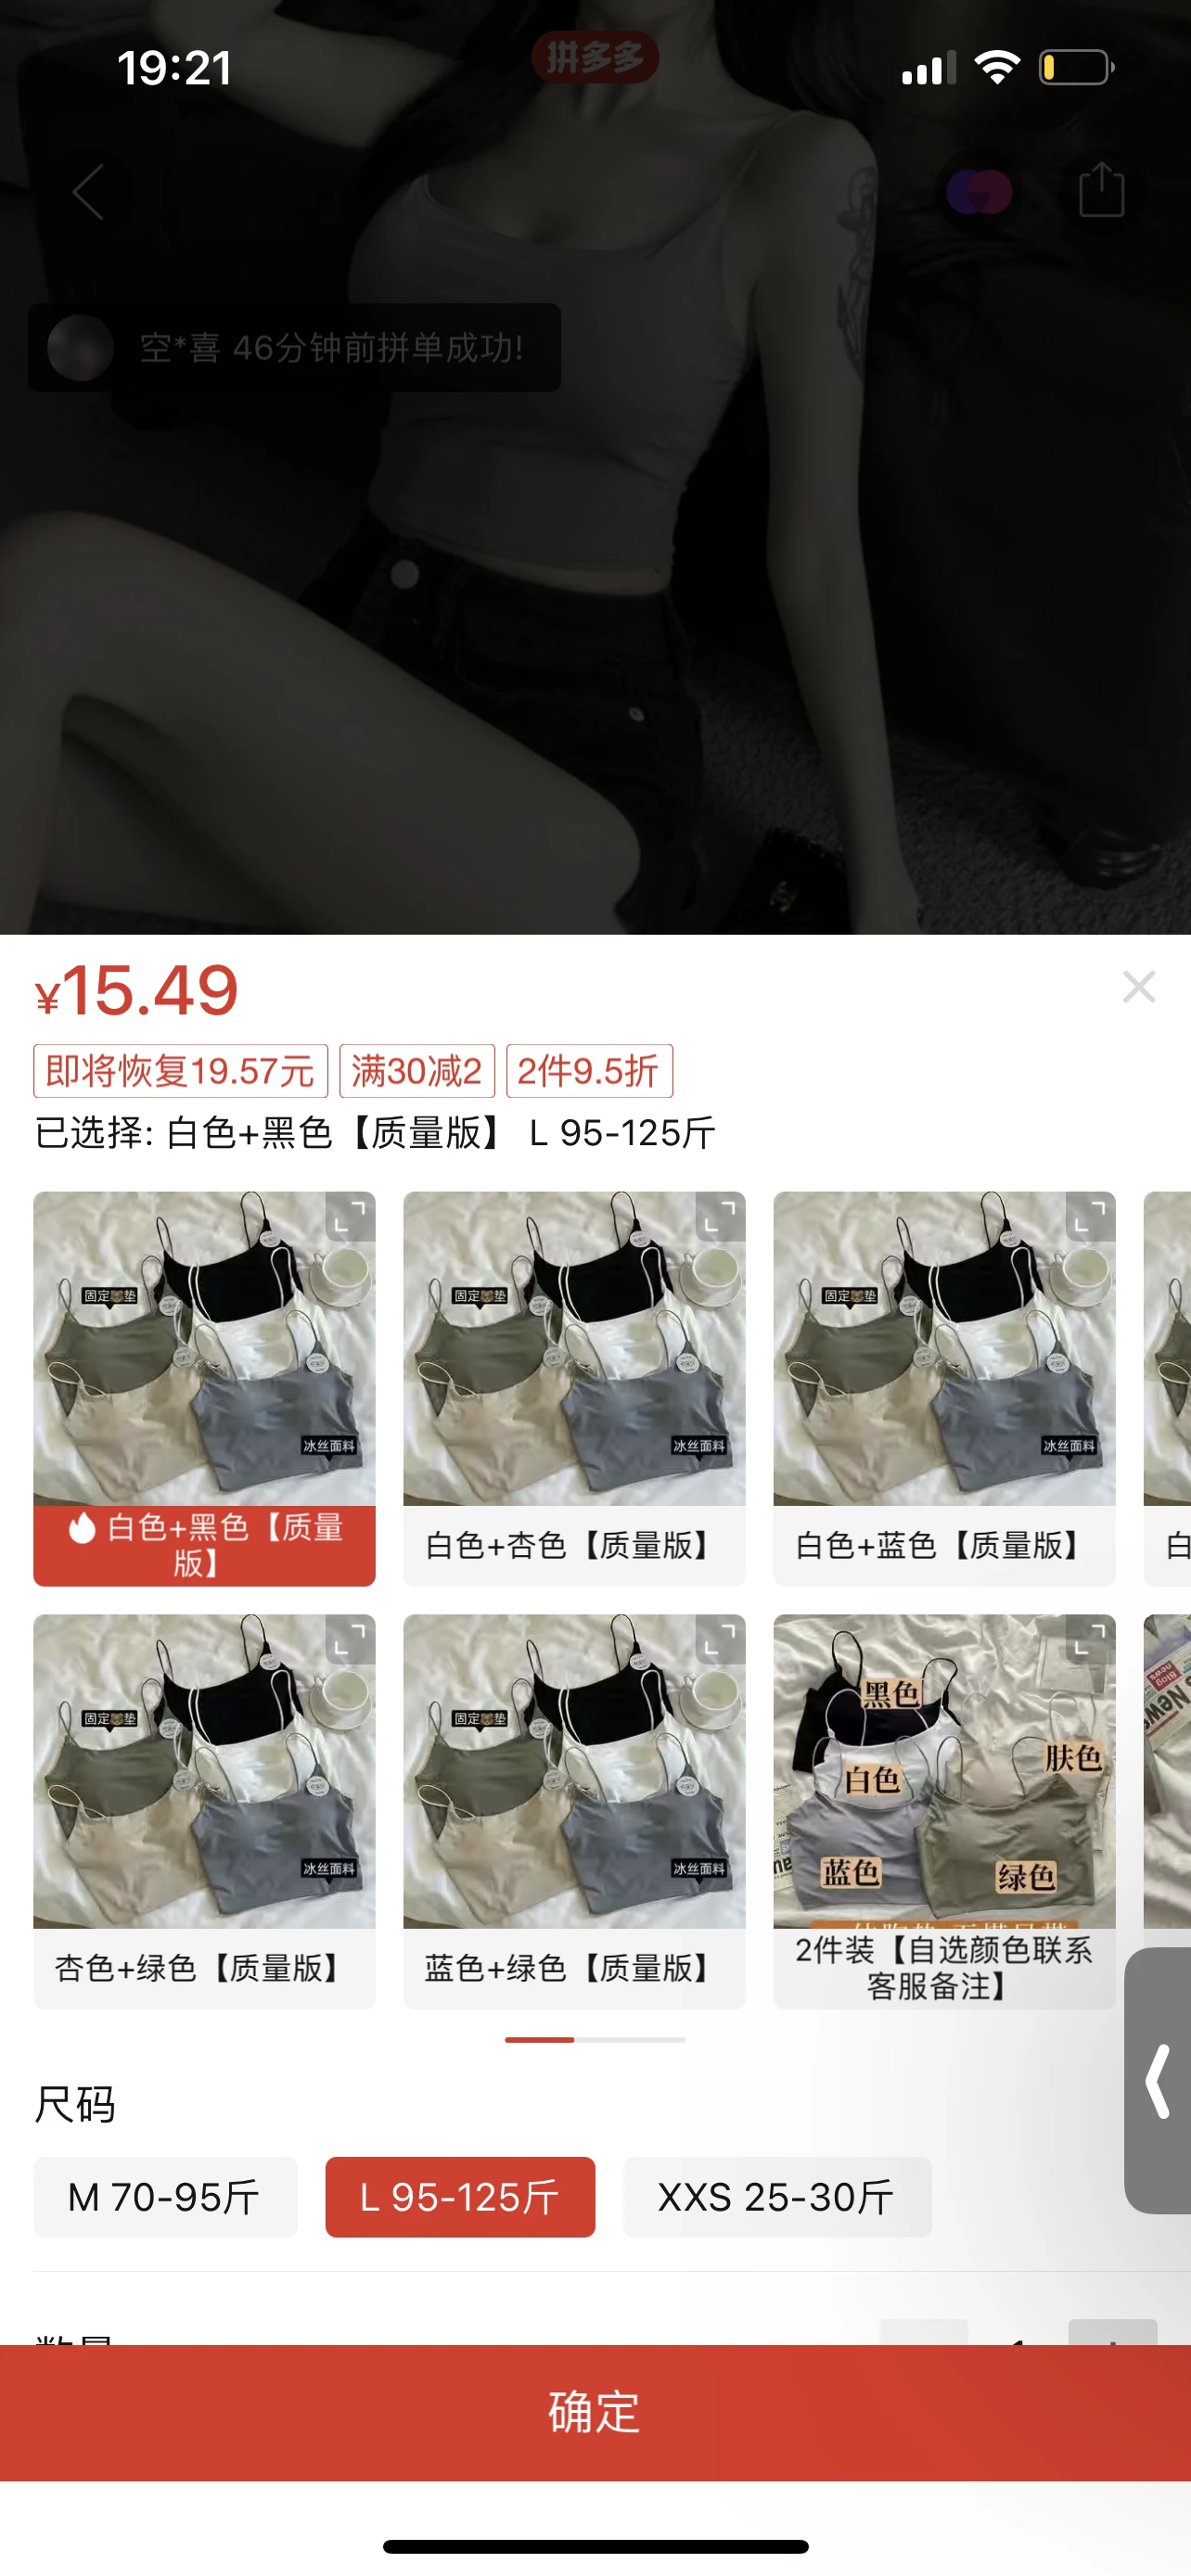 19:21
拼多多
空*喜 46分钟前拼单成功!
¥15.49
即将恢复19.57元 满30减2 2件9.5折
已选择: 白色+黑色【质量版】 L 95-125斤
固定🐻垫 固定🐻垫 固定🐻垫
冰丝面料 冰丝面料 冰丝面料
白色+黑色【质量
版】
白色+杏色【质量版】
白色+蓝色【质量版】
白
固定🐻垫 固定🐻垫
冰丝面料 冰丝面料
黑色
肤色
白色
蓝色
绿色
Blog
news
杏色+绿色【质量版】
蓝色+绿色【质量版】
2件装【自选颜色联系
客服备注】
尺码
M 70-95斤 L 95-125斤 XXS 25-30斤
数量
1
确定